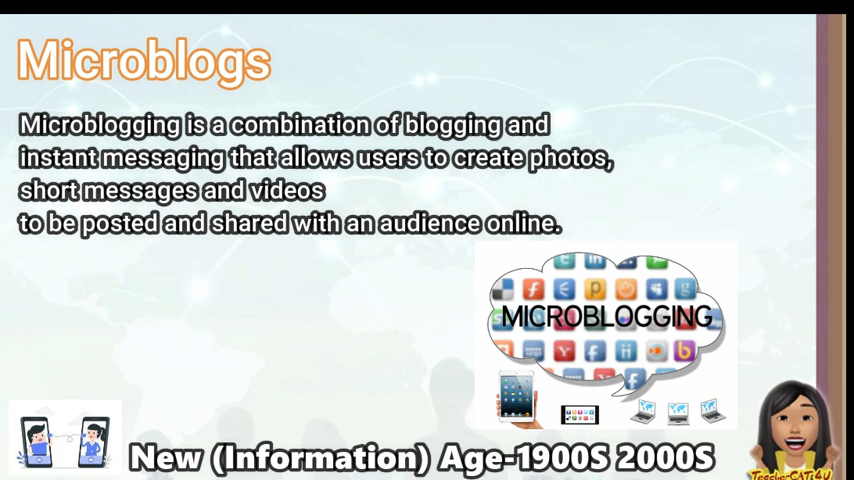 Microblogs
Microblogging is a combination of blogging and
instant messaging that allows users to create photos,
short messages and videos
to be posted and shared with an audience online.
MICROBLOGGING
New (Information) Age-1900S 2000S
TeacherCAT4U